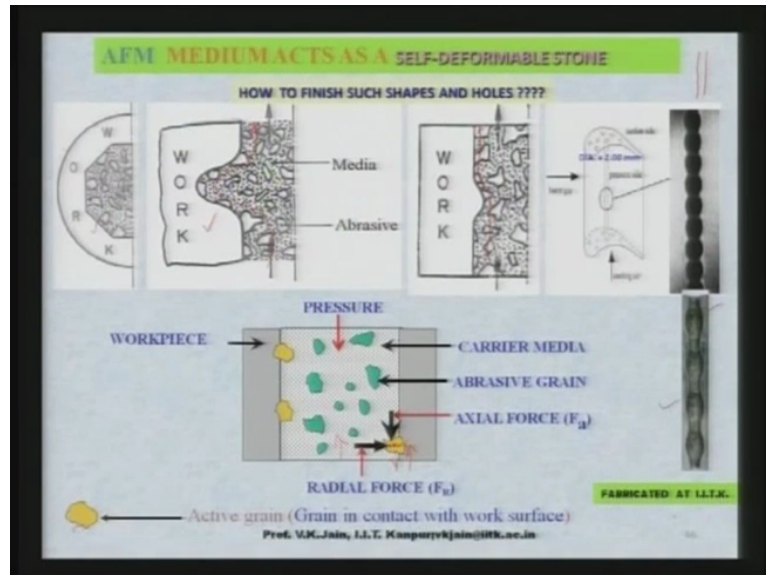 AFM MEDIUM ACTS AS A SELF-DEFORMABLE STONE
HOW TO FINISH SUCH SHAPES AND HOLES ????
WORK
WORK
Media
Abrasive
WORK
PRESSURE
WORKPIECE
CARRIER MEDIA
ABRASIVE GRAIN
AXIAL FORCE (Fa)
RADIAL FORCE (FR)
FABRICATED AT I.I.T.K.
Active grain (Grain in contact with work surface)
Prof. V.K.Jain, I.I.T. Kanpur,vkjain@iitk.ac.in